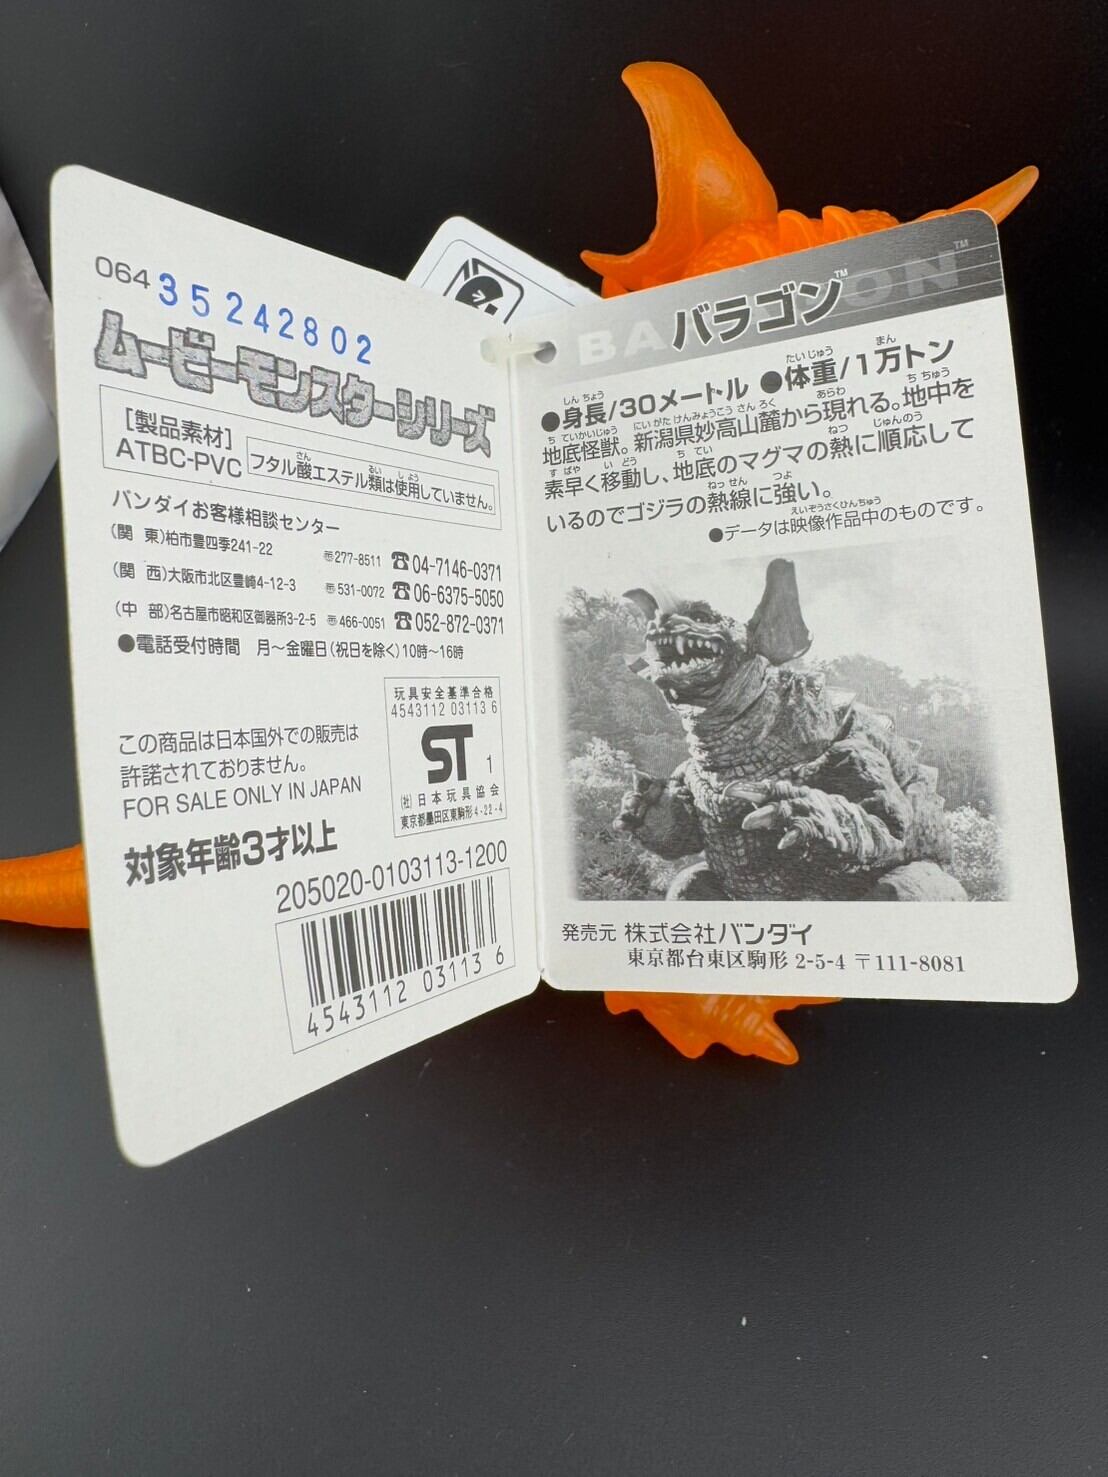 064 35242802
ムービーモンスターシリーズ
[製品素材]
ATBC-PVC
フタル酸エステル類は使用していません。
バンダイお客様相談センター
(関 東)柏市豊四季241-22 〠277-8511 ☎04-7146-0371
(関 西)大阪市北区豊崎4-12-3 〠531-0072 ☎06-6375-5050
(中 部)名古屋市昭和区御器所3-2-5 〠466-0051 ☎052-872-0371
●電話受付時間 月〜金曜日(祝日を除く)10時〜16時
この商品は日本国外での販売は
許諾されておりません。
FOR SALE ONLY IN JAPAN
対象年齢3才以上
玩具安全基準合格
4543112 03113 6
ST 1
(社)日本玩具協会
東京都墨田区東駒形4-22-4
205020-0103113-1200
4543112 03113 6
バラゴン™
●身長/30メートル ●体重/1万トン
地底怪獣。新潟県妙高山麓から現れる。地中を
素早く移動し、地底のマグマの熱に順応して
いるのでゴジラの熱線に強い。
●データは映像作品中のものです。
発売元 株式会社バンダイ
東京都台東区駒形 2-5-4 〒111-8081